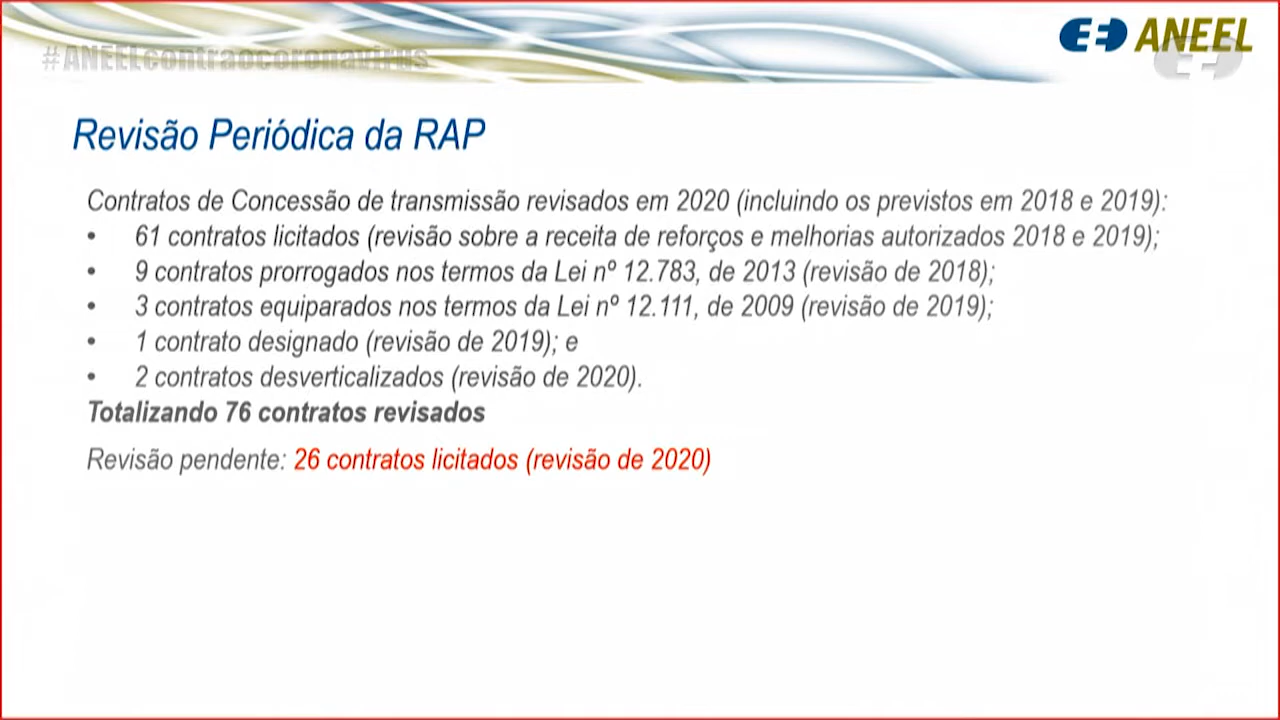 #ANEELcontraocoronavirus
ANEEL
Revisão Periódica da RAP
Contratos de Concessão de transmissão revisados em 2020 (incluindo os previstos em 2018 e 2019):
• 61 contratos licitados (revisão sobre a receita de reforços e melhorias autorizados 2018 e 2019);
• 9 contratos prorrogados nos termos da Lei nº 12.783, de 2013 (revisão de 2018);
• 3 contratos equiparados nos termos da Lei nº 12.111, de 2009 (revisão de 2019);
• 1 contrato designado (revisão de 2019); e
• 2 contratos desverticalizados (revisão de 2020).
Totalizando 76 contratos revisados
Revisão pendente: 26 contratos licitados (revisão de 2020)